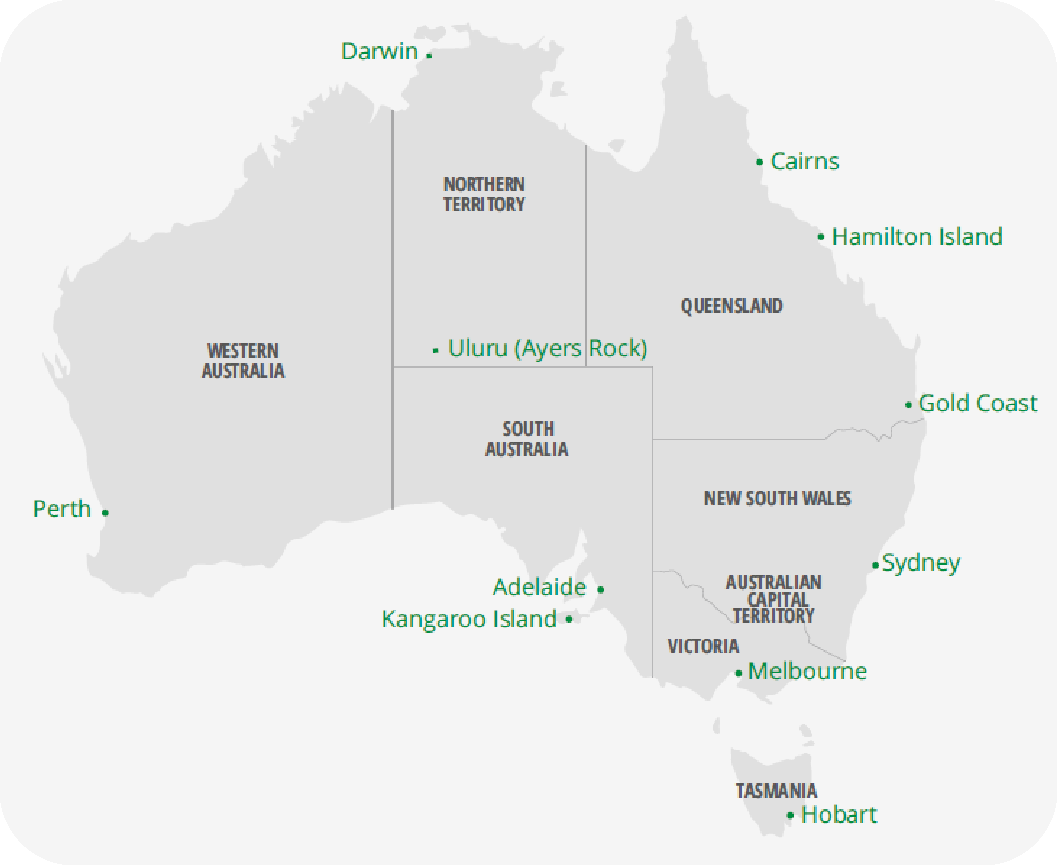 Darwin
Cairns
NORTHERN
TERRITORY
Hamilton Island
QUEENSLAND
WESTERN
AUSTRALIA
Uluru (Ayers Rock)
Gold Coast
SOUTH
AUSTRALIA
NEW SOUTH WALES
Perth
Sydney
AUSTRALIAN
CAPITAL
TERRITORY
Adelaide
Kangaroo Island
VICTORIA
Melbourne
TASMANIA
Hobart